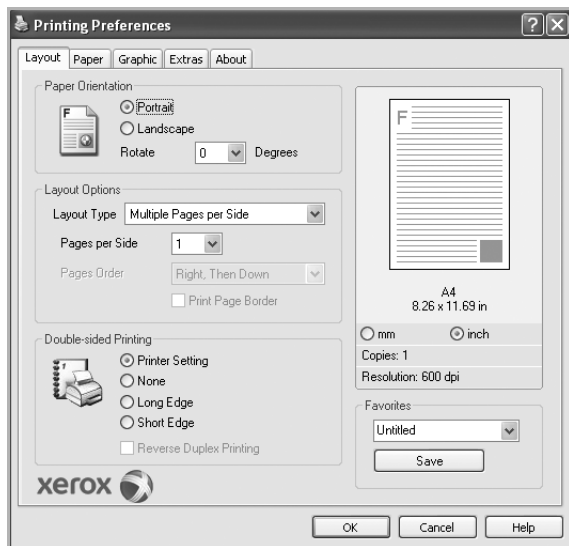 Printing Preferences
Layout Paper Graphic Extras About
Paper Orientation
F
Portrait
Landscape
Rotate 0 Degrees
Layout Options
Layout Type Multiple Pages per Side
Pages per Side 1
Pages Order Right, Then Down
Print Page Border
Double-sided Printing
Printer Setting
None
Long Edge
Short Edge
Reverse Duplex Printing
xerox
F
A4
8.26 x 11.69 in
mm inch
Copies: 1
Resolution: 600 dpi
Favorites
Untitled
Save
OK Cancel Help